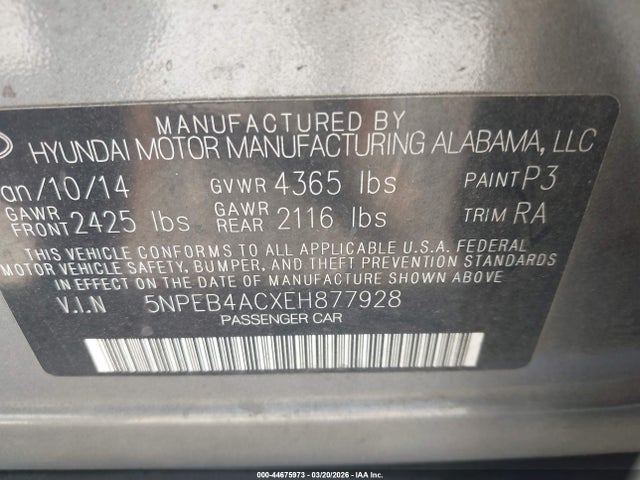 MANUFACTURED BY
HYUNDAI MOTOR MANUFACTURING ALABAMA, LLC
an/10/14 GVWR 4365 lbs PAINT P3
GAWR FRONT 2425 lbs GAWR REAR 2116 lbs TRIM RA
THIS VEHICLE CONFORMS TO ALL APPLICABLE U.S.A. FEDERAL
MOTOR VEHICLE SAFETY, BUMPER, AND THEFT PREVENTION STANDARDS
IN EFFECT ON THE DATE OF MANUFACTURE SHOWN ABOVE.
V.I.N 5NPEB4ACXEH877928
PASSENGER CAR
000-44675973 | 03/20/2026 | IAA Inc.